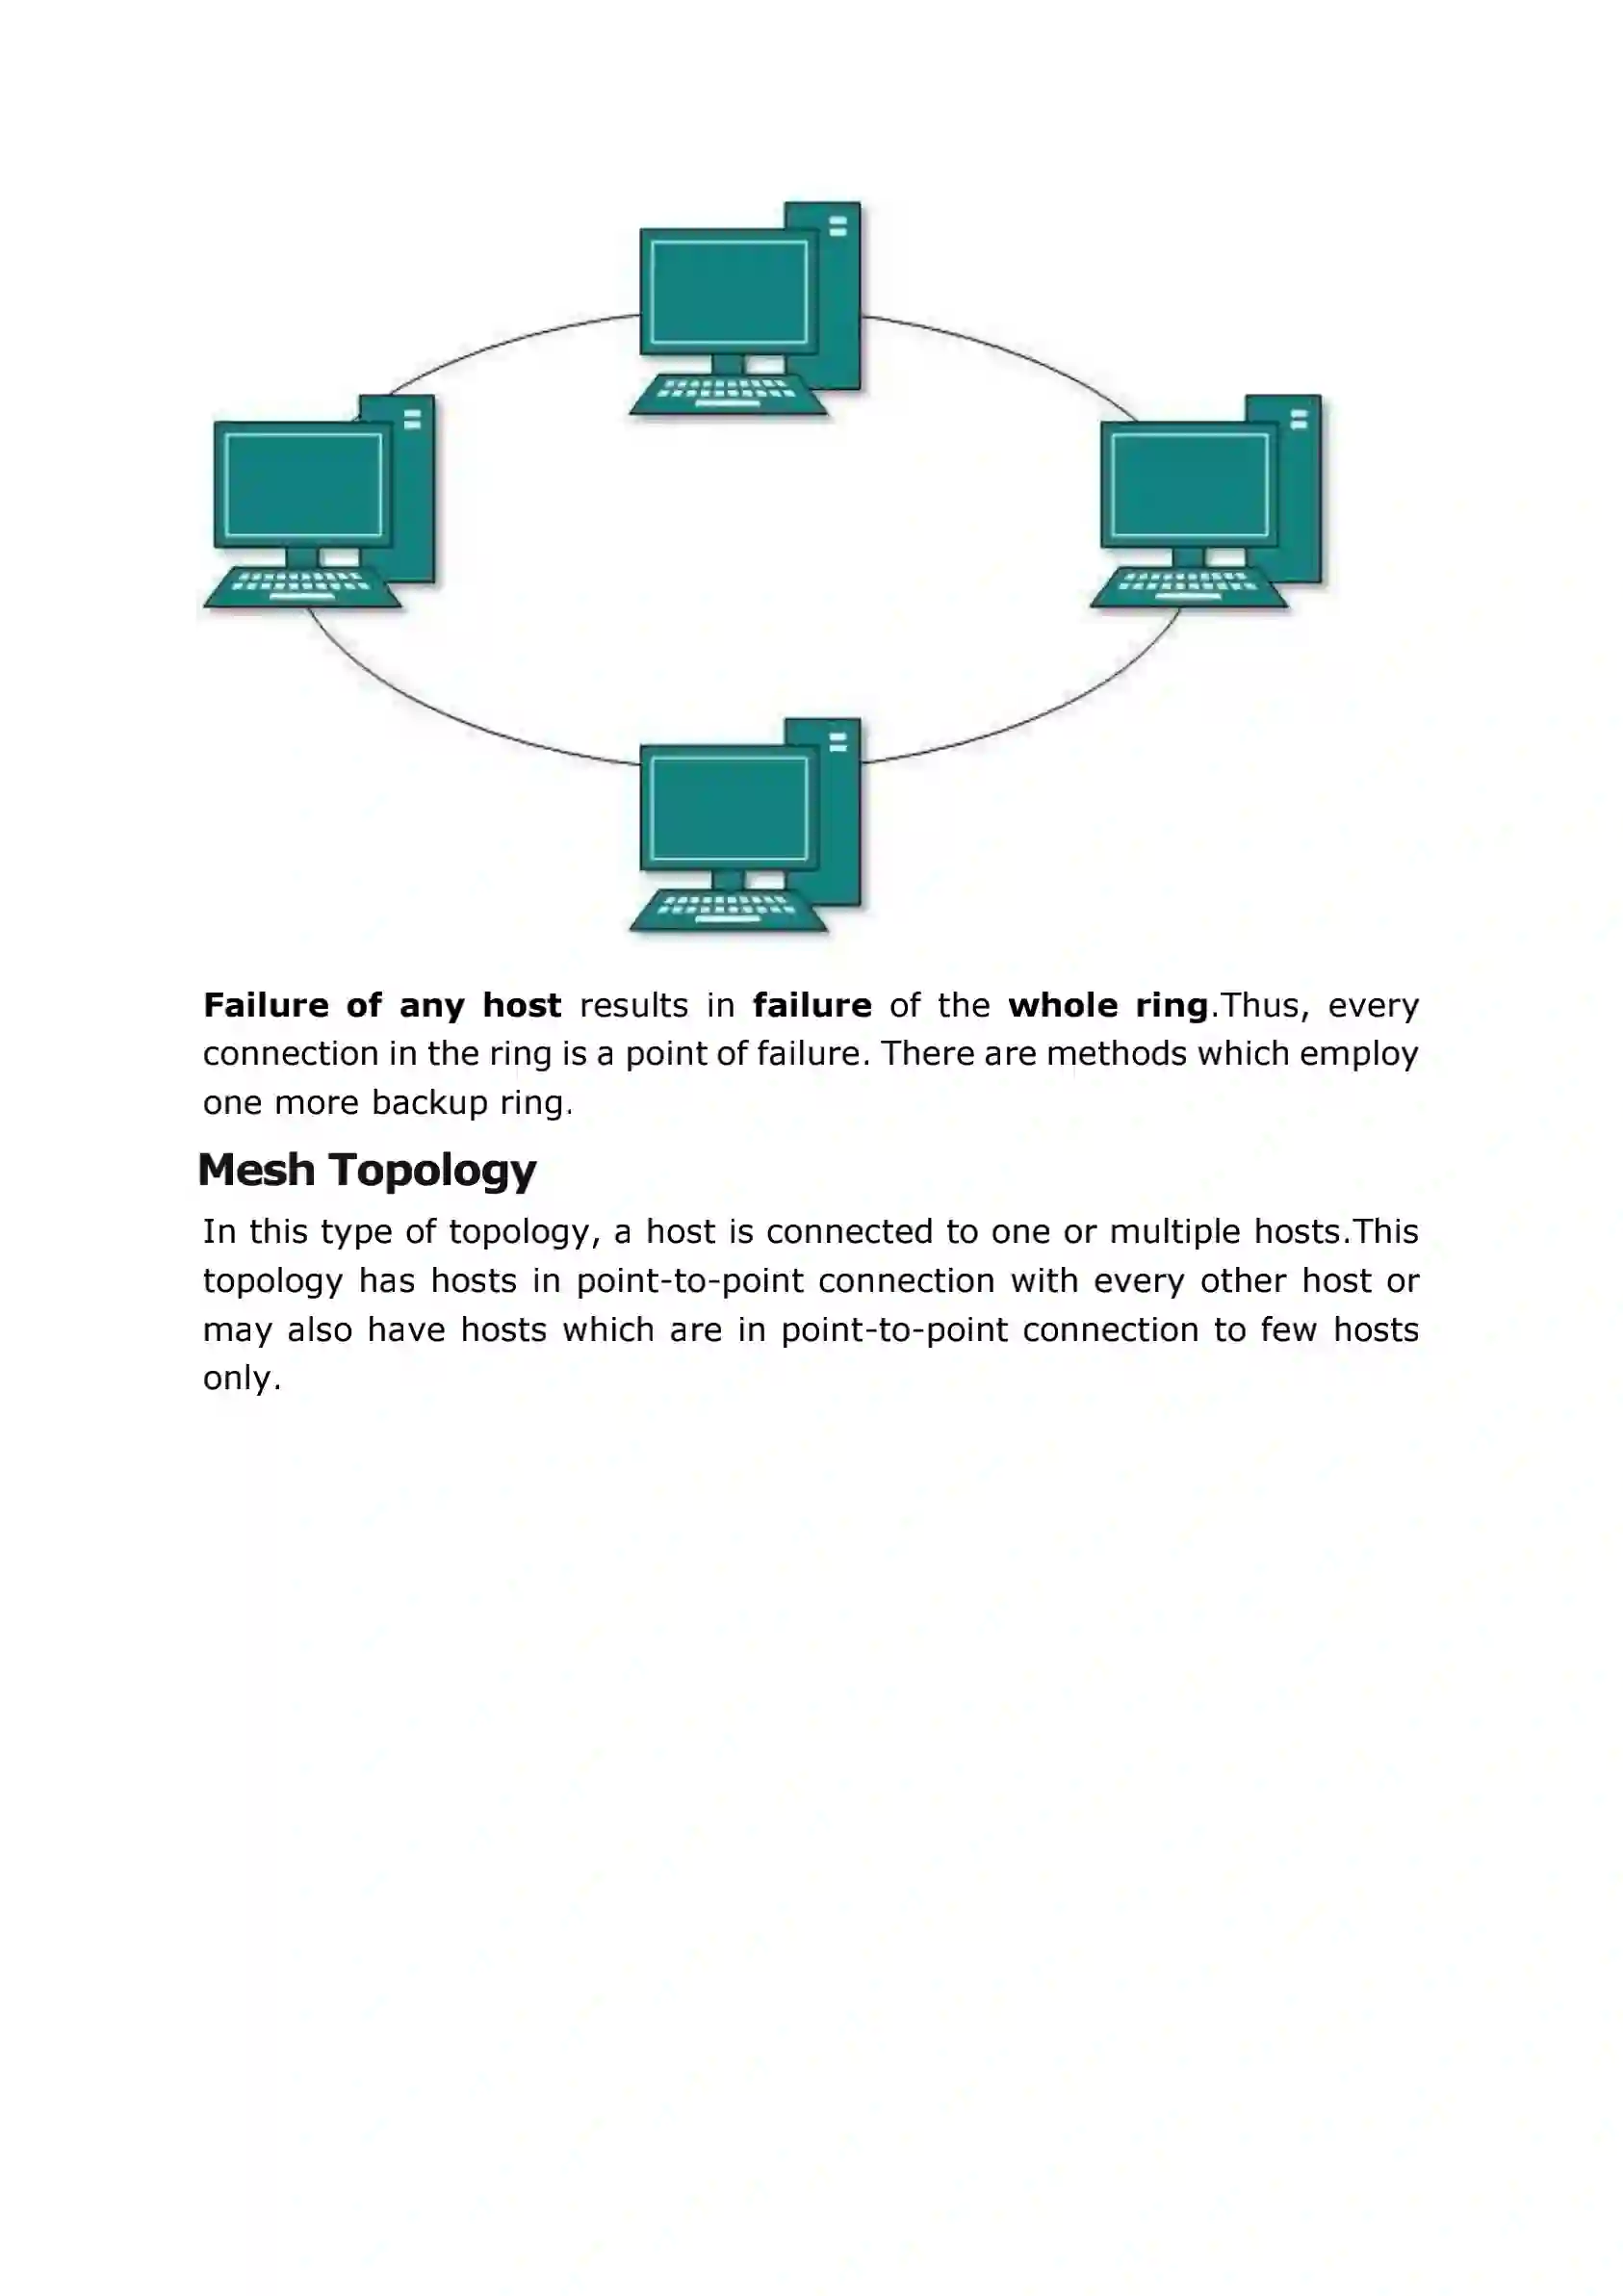 Failure of any host results in failure of the whole ring.Thus, every
connection in the ring is a point of failure. There are methods which employ
one more backup ring.
Mesh Topology
In this type of topology, a host is connected to one or multiple hosts.This
topology has hosts in point-to-point connection with every other host or
may also have hosts which are in point-to-point connection to few hosts
only.